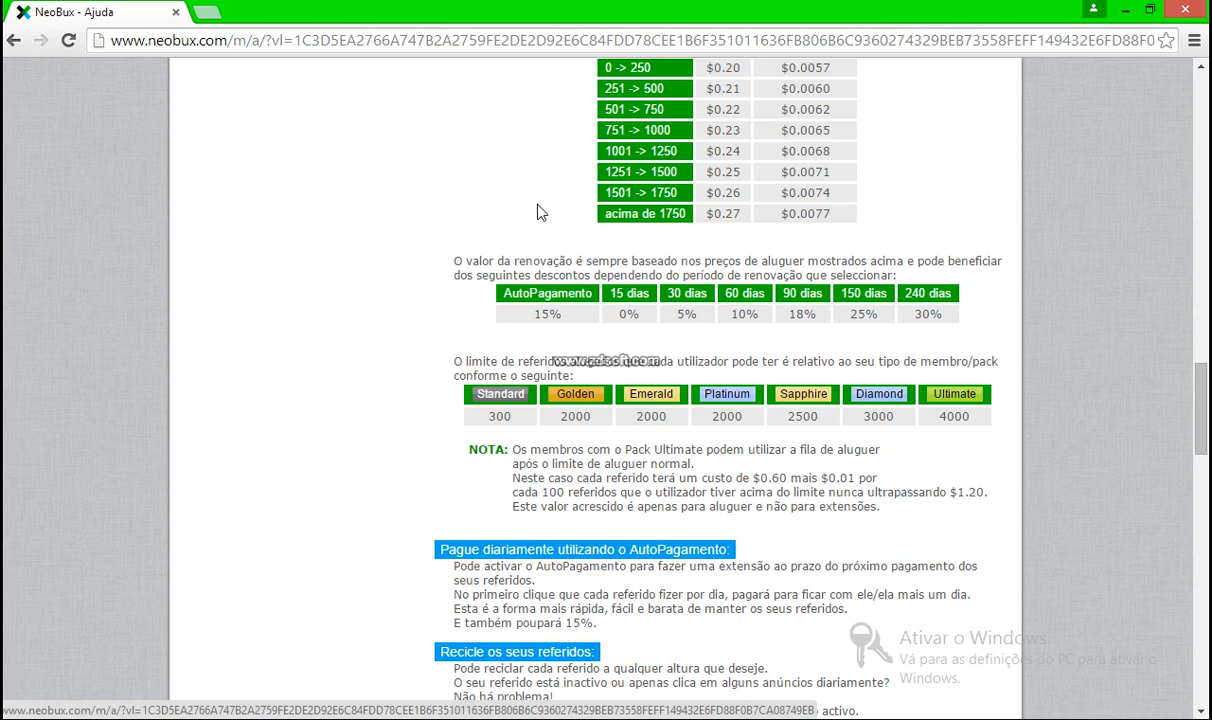 NeoBux - Ajuda
www.neobux.com/m/a/?vl=1C3D5EA2766A747B2A2759FE2DE2D92E6C84FDD78CEE1B6F351011636FB806B6C9360274329BEB73558FEFF149432E6FD88F0
0 -> 250 $0.20 $0.0057
251 -> 500 $0.21 $0.0060
501 -> 750 $0.22 $0.0062
751 -> 1000 $0.23 $0.0065
1001 -> 1250 $0.24 $0.0068
1251 -> 1500 $0.25 $0.0071
1501 -> 1750 $0.26 $0.0074
acima de 1750 $0.27 $0.0077
O valor da renovação é sempre baseado nos preços de aluguer mostrados acima e pode beneficiar
dos seguintes descontos dependendo do período de renovação que seleccionar:
AutoPagamento 15 dias 30 dias 60 dias 90 dias 150 dias 240 dias
15% 0% 5% 10% 18% 25% 30%
O limite de referidos que cada utilizador pode ter é relativo ao seu tipo de membro/pack
www.zdsoft.com
conforme o seguinte:
Standard Golden Emerald Platinum Sapphire Diamond Ultimate
300 2000 2000 2000 2500 3000 4000
NOTA: Os membros com o Pack Ultimate podem utilizar a fila de aluguer
após o limite de aluguer normal.
Neste caso cada referido terá um custo de $0.60 mais $0.01 por
cada 100 referidos que o utilizador tiver acima do limite nunca ultrapassando $1.20.
Este valor acrescido é apenas para aluguer e não para extensões.
Pague diariamente utilizando o AutoPagamento:
Pode activar o AutoPagamento para fazer uma extensão ao prazo do próximo pagamento dos
seus referidos.
No primeiro clique que cada referido fizer por dia, pagará para ficar com ele/ela mais um dia.
Esta é a forma mais rápida, fácil e barata de manter os seus referidos.
E também poupará 15%.
Recicle os seus referidos:
Pode reciclar cada referido a qualquer altura que deseje.
O seu referido está inactivo ou apenas clica em alguns anúncios diariamente?
Não há problema!
activo.
Ativar o Windows
Vá para as definições do PC para ativar o
Windows.
www.neobux.com/m/a/?vl=1C3D5EA2766A747B2A2759FE2DE2D92E6C84FDD78CEE1B6F351011636FB806B6C9360274329BEB73558FEFF149432E6FD88F0B7CA08749EB